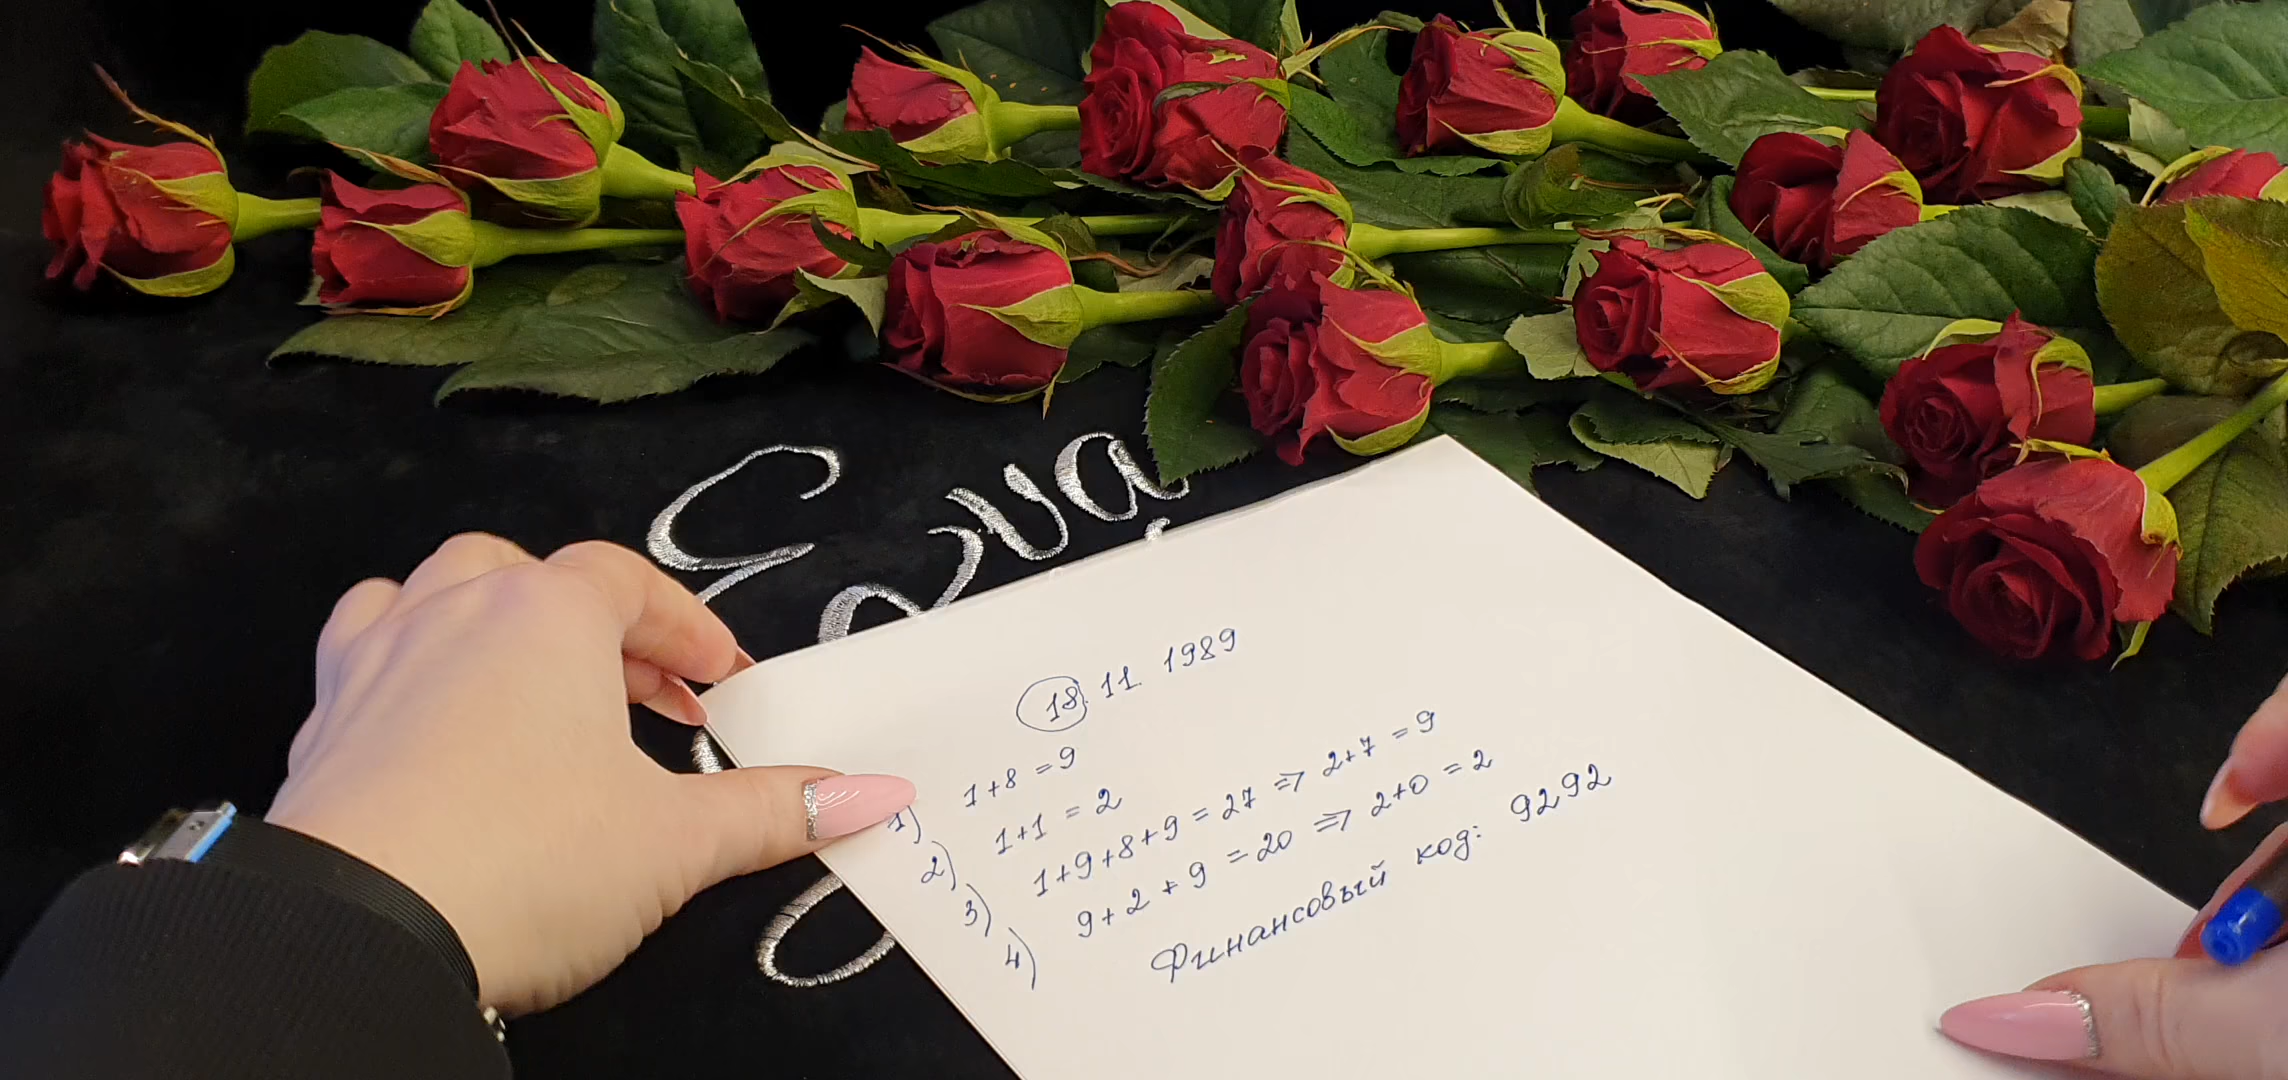 Eva
18.11.1989
1) 1+8=9
2) 1+1=2
3) 1+9+8+9=27 => 2+7=9
4) 9+2+9=20 => 2+0=2
Финансовый код: 9292